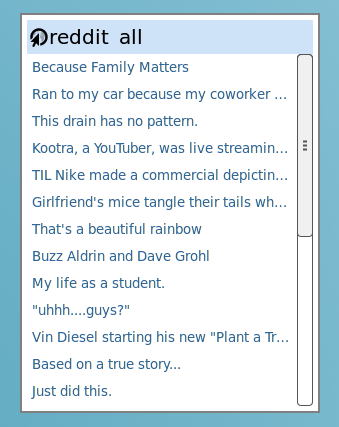 reddit all
Because Family Matters
Ran to my car because my coworker ...
This drain has no pattern.
Kootra, a YouTuber, was live streamin...
TIL Nike made a commercial depictin...
Girlfriend's mice tangle their tails wh...
That's a beautiful rainbow
Buzz Aldrin and Dave Grohl
My life as a student.
"uhhh....guys?"
Vin Diesel starting his new "Plant a Tr...
Based on a true story...
Just did this.